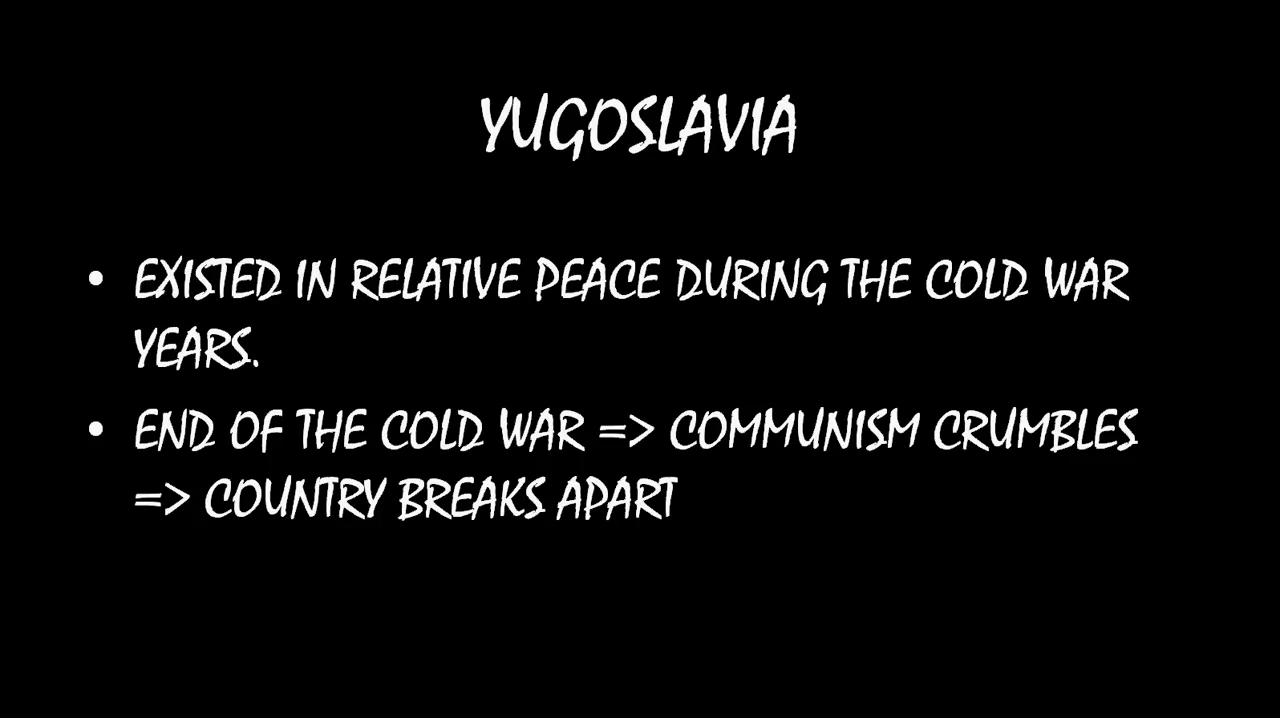 YUGOSLAVIA
• EXISTED IN RELATIVE PEACE DURING THE COLD WAR
YEARS.
• END OF THE COLD WAR => COMMUNISM CRUMBLES
=> COUNTRY BREAKS APART